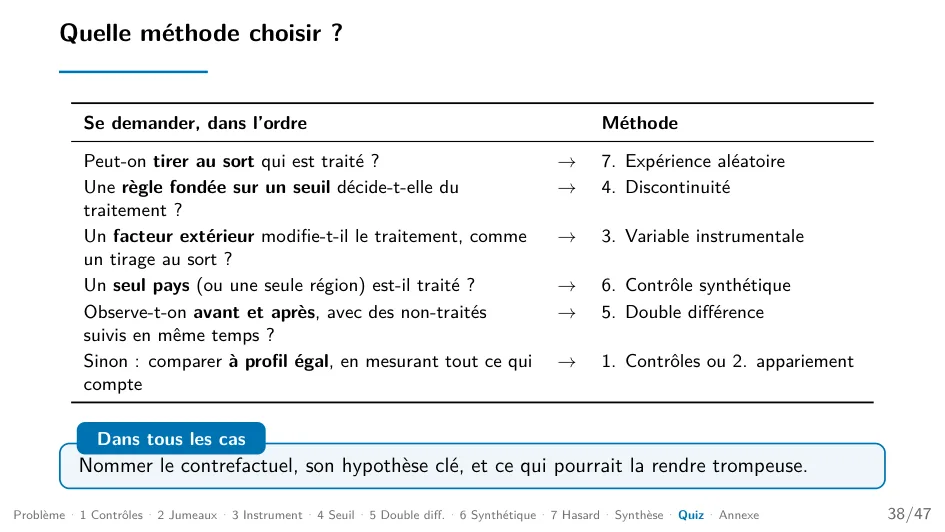 Quelle méthode choisir ?
Se demander, dans l'ordre Méthode
Peut-on tirer au sort qui est traité ? → 7. Expérience aléatoire
Une règle fondée sur un seuil décide-t-elle du → 4. Discontinuité
traitement ?
Un facteur extérieur modifie-t-il le traitement, comme → 3. Variable instrumentale
un tirage au sort ?
Un seul pays (ou une seule région) est-il traité ? → 6. Contrôle synthétique
Observe-t-on avant et après, avec des non-traités → 5. Double différence
suivis en même temps ?
Sinon : comparer à profil égal, en mesurant tout ce qui → 1. Contrôles ou 2. appariement
compte
Dans tous les cas
Nommer le contrefactuel, son hypothèse clé, et ce qui pourrait la rendre trompeuse.
Problème · 1 Contrôles · 2 Jumeaux · 3 Instrument · 4 Seuil · 5 Double diff. · 6 Synthétique · 7 Hasard · Synthèse · Quiz · Annexe 38/47